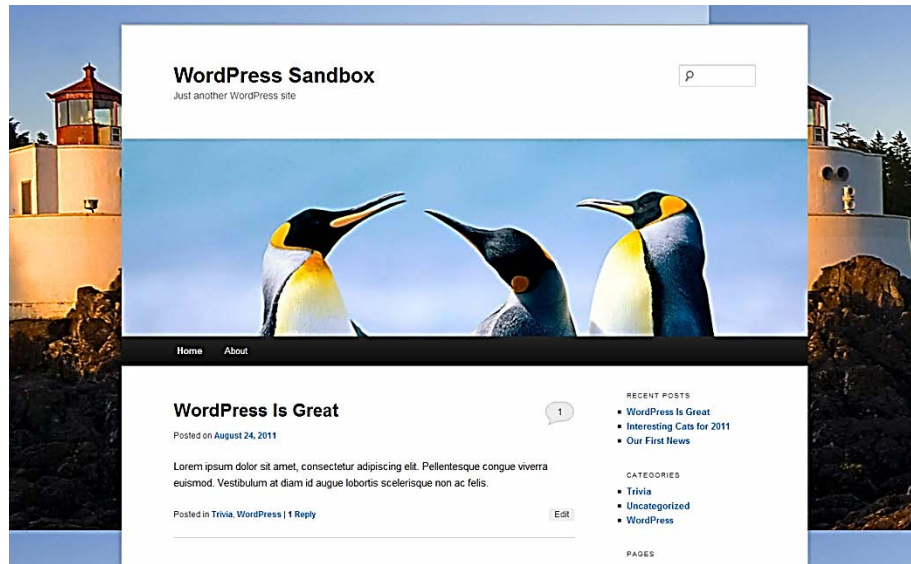 WordPress Sandbox
Just another WordPress site
Home About
WordPress Is Great
1
Posted on August 24, 2011
Lorem ipsum dolor sit amet, consectetur adipiscing elit. Pellentesque congue viverra
euismod. Vestibulum at diam id augue lobortis scelerisque non ac felis.
Posted in Trivia, WordPress | 1 Reply
Edit
RECENT POSTS
WordPress Is Great
Interesting Cats for 2011
Our First News
CATEGORIES
Trivia
Uncategorized
WordPress
PAGES